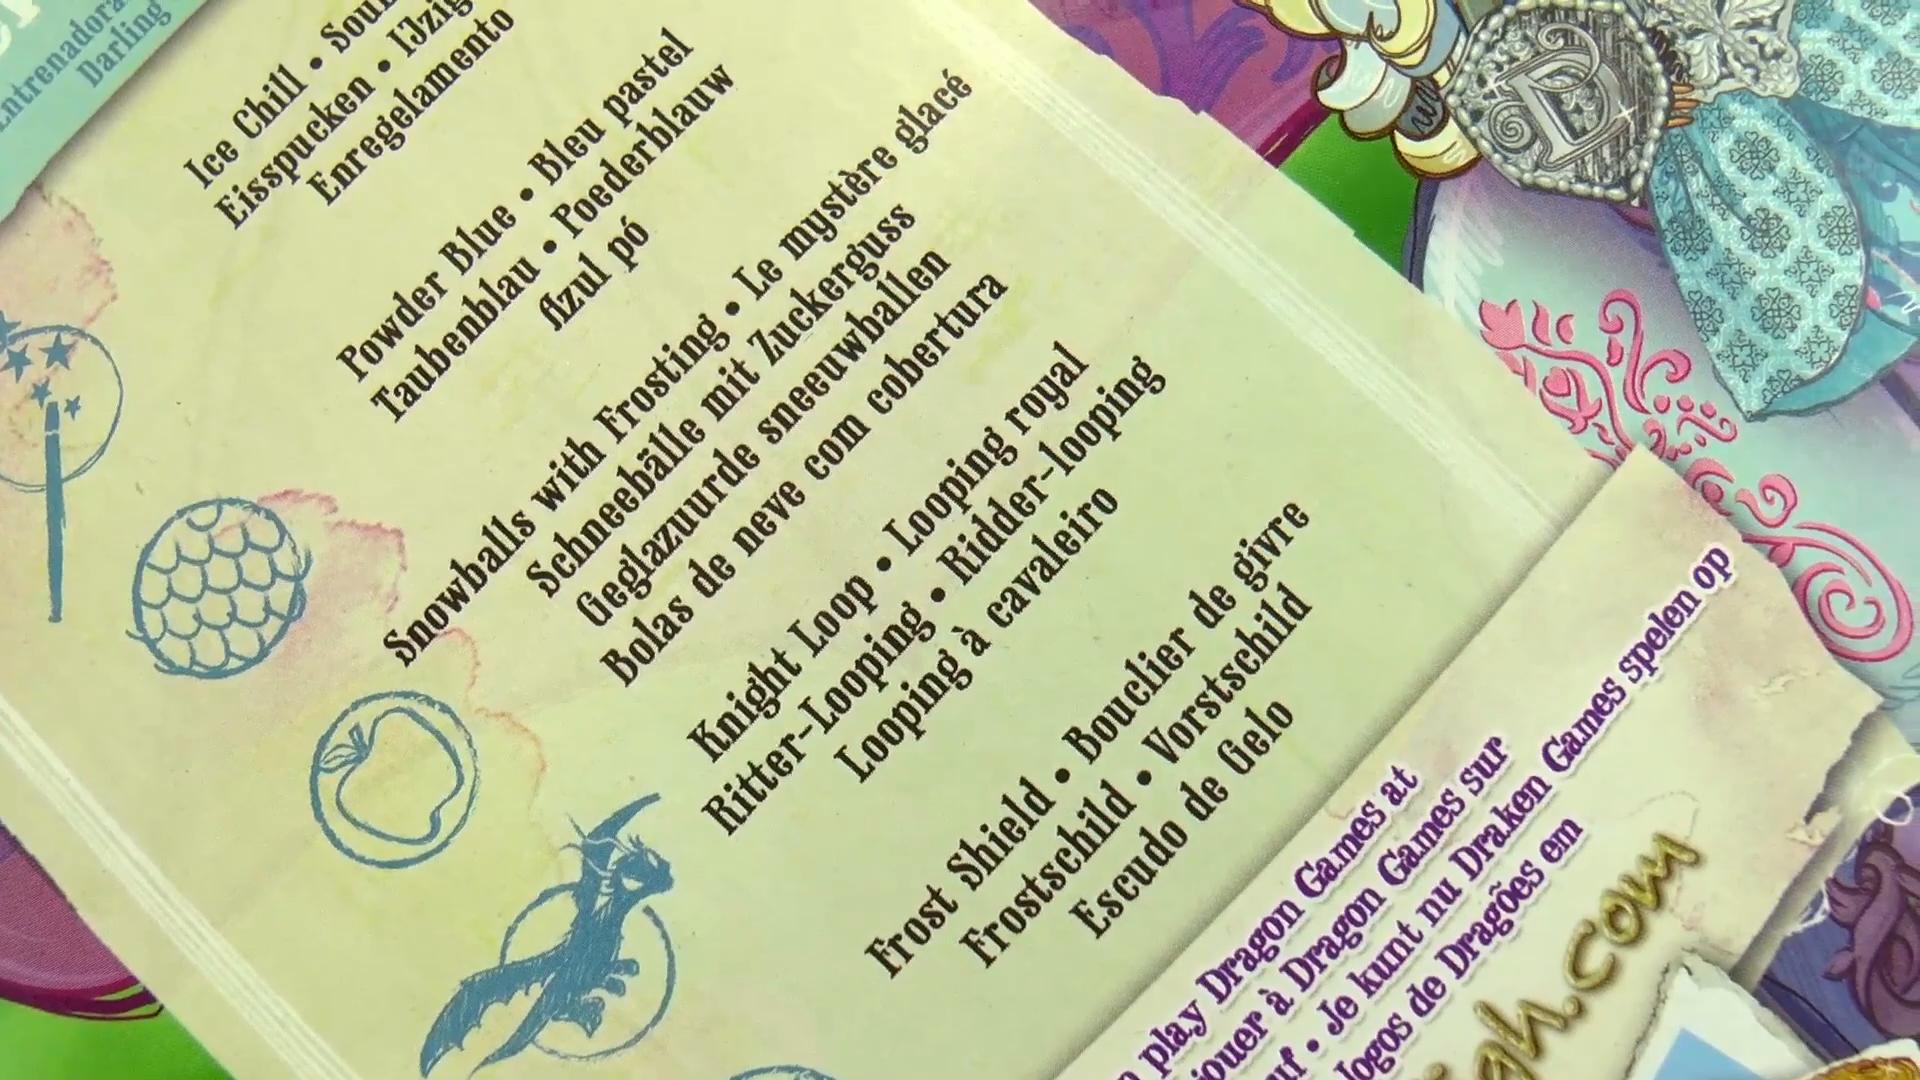 Entrenadora
Darling
Ice Chill •
Eisspucken •
Enregelamento
Powder Blue • Bleu pastel
Taubenblau • Poederblauw
Azul pó
Snowballs with Frosting • Le mystère glacé
Schneebälle mit Zuckerguss
Geglazuurde sneeuwballen
Bolas de neve com cobertura
Knight Loop • Looping royal
Ritter-Looping • Ridder-looping
Looping à cavaleiro
Frost Shield • Bouclier de givre
Frostschild • Vorstschild
Escudo de Gelo
play Dragon Games at
jouer à Dragon Games sur
• Je kunt nu Draken Games spelen op
Jogos de Dragões em
igh.com
D